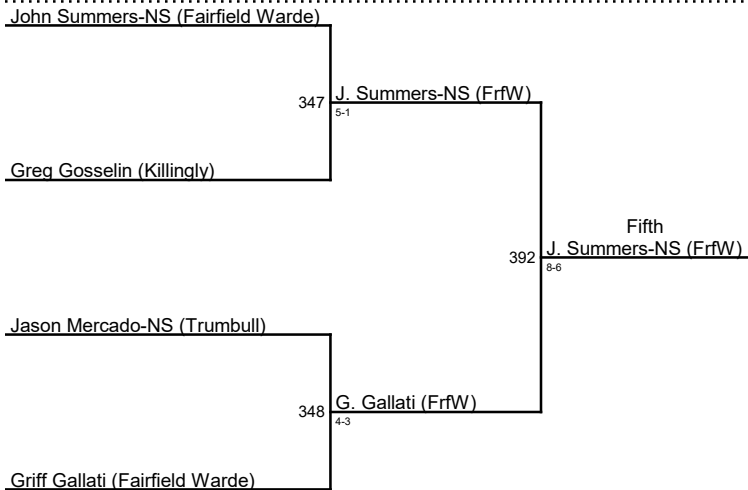 John Summers-NS (Fairfield Warde)
347 J. Summers-NS (FrfW)
5-1
Greg Gosselin (Killingly)
Fifth
392 J. Summers-NS (FrfW)
8-6
Jason Mercado-NS (Trumbull)
348 G. Gallati (FrfW)
4-3
Griff Gallati (Fairfield Warde)